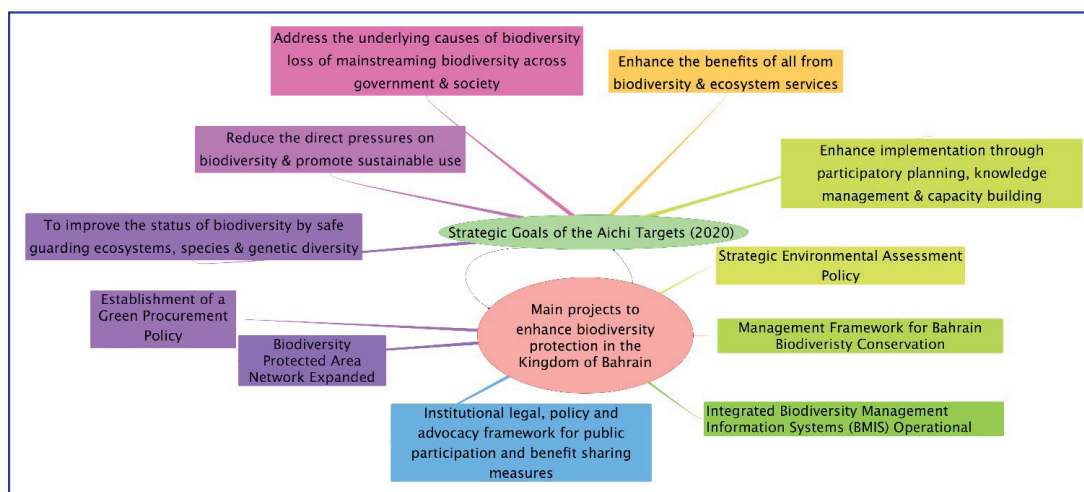 Address the underlying causes of biodiversity
loss of mainstreaming biodiversity across
government & society
Enhance the benefits of all from
biodiversity & ecosystem services
Reduce the direct pressures on
biodiversity & promote sustainable use
Enhance implementation through
participatory planning, knowledge
management & capacity building
To improve the status of biodiversity by safe
guarding ecosystems, species & genetic diversity
Strategic Goals of the Aichi Targets (2020)
Strategic Environmental Assessment
Policy
Establishment of a
Green Procurement
Policy
Main projects to
enhance biodiversity
protection in the
Kingdom of Bahrain
Management Framework for Bahrain
Biodiveristy Conservation
Biodiversity
Protected Area
Network Expanded
Institutional legal, policy and
advocacy framework for public
participation and benefit sharing
measures
Integrated Biodiversity Management
Information Systems (BMIS) Operational